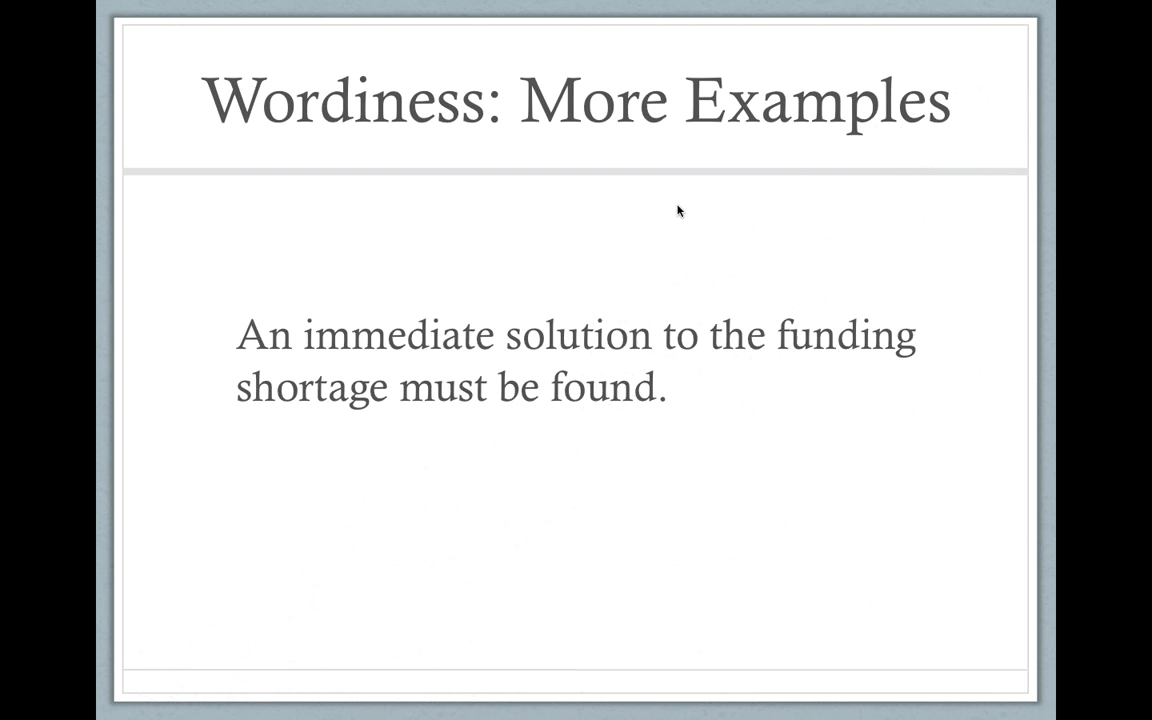 Wordiness: More Examples
An immediate solution to the funding
shortage must be found.